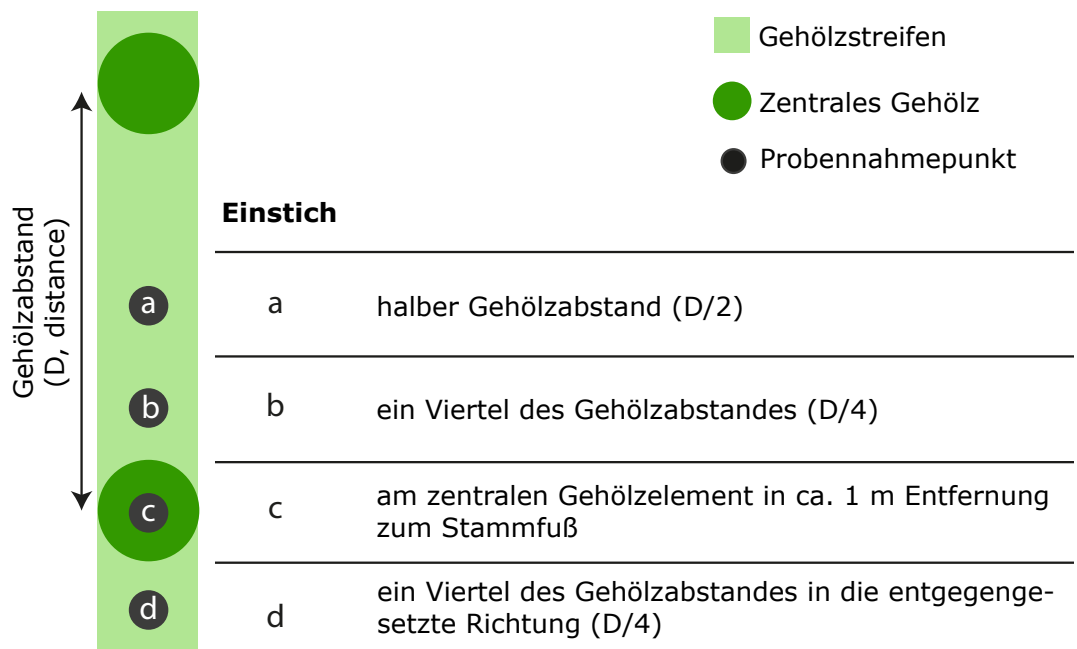 Gehölzstreifen
Zentrales Gehölz
Probennahmepunkt
Gehölzabstand
(D, distance)
a
b
c
d
Einstich
a halber Gehölzabstand (D/2)
b ein Viertel des Gehölzabstandes (D/4)
c am zentralen Gehölzelement in ca. 1 m Entfernung
zum Stammfuß
d ein Viertel des Gehölzabstandes in die entgegenge-
setzte Richtung (D/4)